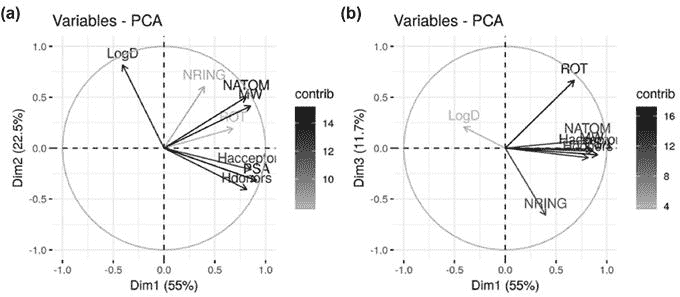 (a)
Variables - PCA
1.0
0.5
0.0
-0.5
-1.0
Dim2 (22.5%)
LogD
NRING
NATOM
MW
ROT
Hacceptor
PSA
Hdonors
-1.0 -0.5 0.0 0.5 1.0
Dim1 (55%)
contrib
14
12
10
(b)
Variables - PCA
1.0
0.5
0.0
-0.5
-1.0
Dim3 (11.7%)
ROT
LogD
NATOM
NRING
-1.0 -0.5 0.0 0.5 1.0
Dim1 (55%)
contrib
16
12
8
4